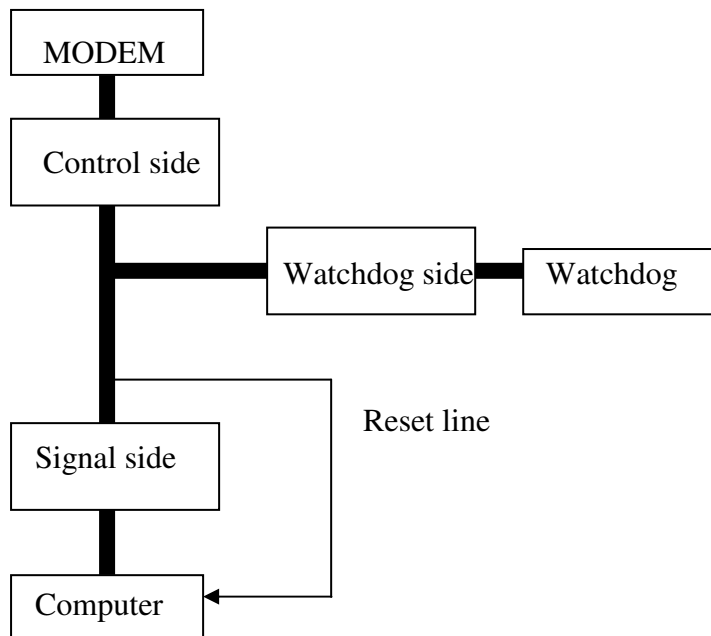 MODEM
Control side
Watchdog side
Watchdog
Reset line
Signal side
Computer